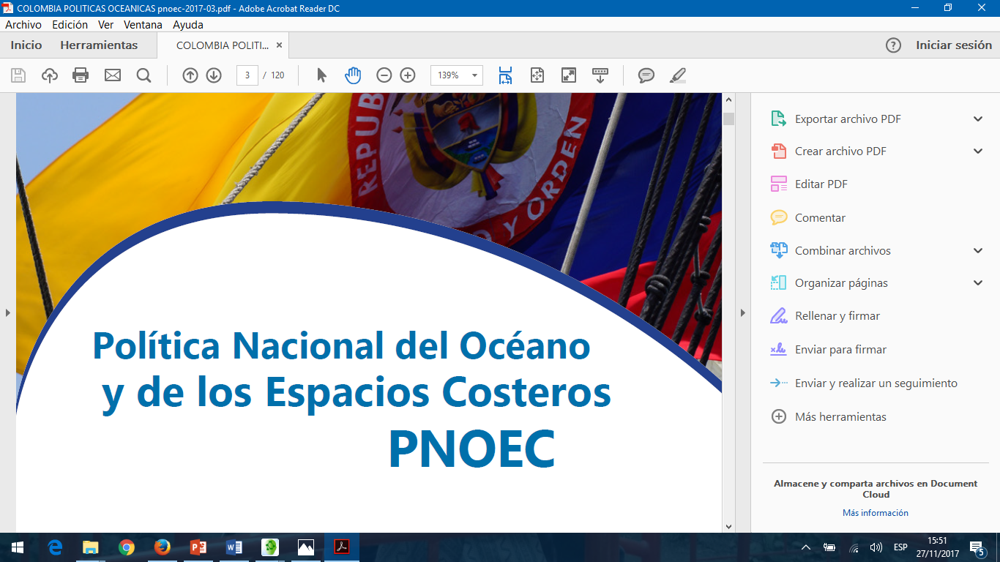 COLOMBIA POLITICAS OCEANICAS pnoec-2017-03.pdf - Adobe Acrobat Reader DC
Archivo Edición Ver Ventana Ayuda
Inicio Herramientas COLOMBIA POLITI... × ? Iniciar sesión
3 / 120 139%
REPUB
Y ORDEN
Política Nacional del Océano
y de los Espacios Costeros
PNOEC
Exportar archivo PDF
Crear archivo PDF
Editar PDF
Comentar
Combinar archivos
Organizar páginas
Rellenar y firmar
Enviar para firmar
Enviar y realizar un seguimiento
Más herramientas
Almacene y comparta archivos en Document
Cloud
Más información
ESP
15:51
27/11/2017
5